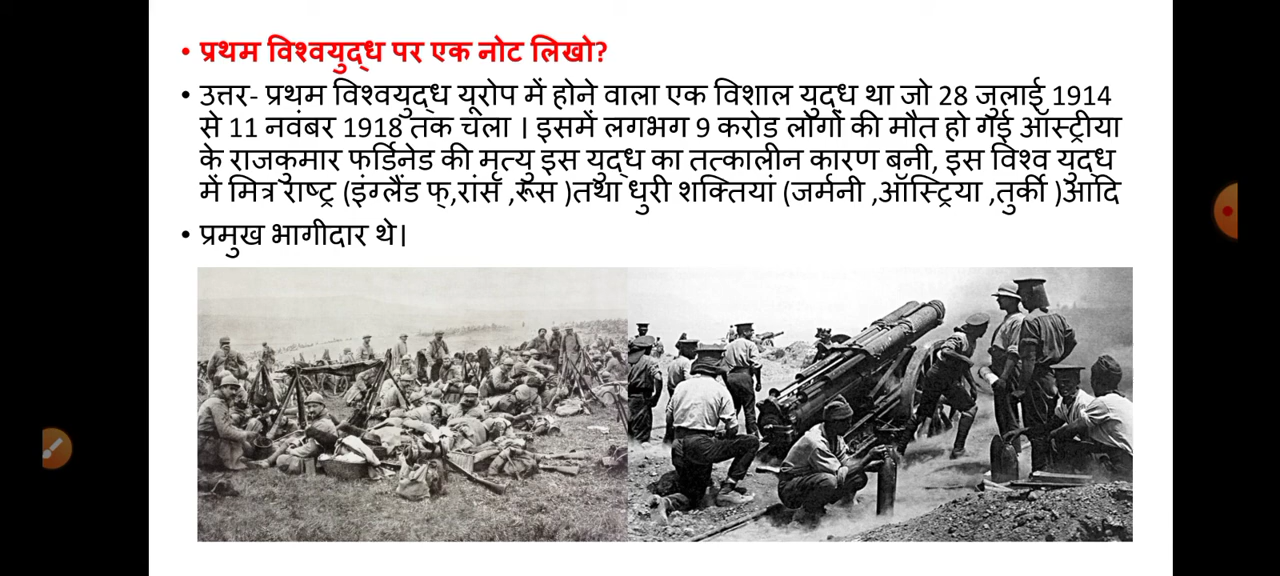 प्रथम विश्वयुद्ध पर एक नोट लिखो?
उत्तर- प्रथम विश्वयुद्ध यूरोप में होने वाला एक विशाल युद्ध था जो 28 जुलाई 1914
से 11 नवंबर 1918 तक चला । इसमें लगभग 9 करोड लोगों की मौत हो गई ऑस्ट्रीया
के राजकुमार फर्डिनेड की मृत्यु इस युद्ध का तत्कालीन कारण बनी, इस विश्व युद्ध
में मित्र राष्ट्र (इंग्लैंड फ्,रांस ,रूस )तथा धुरी शक्तियां (जर्मनी ,ऑस्ट्रिया ,तुर्की )आदि
प्रमुख भागीदार थे।